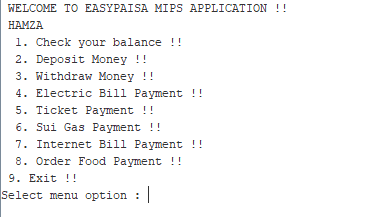 WELCOME TO EASYPAISA MIPS APPLICATION !!
HAMZA
1. Check your balance !!
2. Deposit Money !!
3. Withdraw Money !!
4. Electric Bill Payment !!
5. Ticket Payment !!
6. Sui Gas Payment !!
7. Internet Bill Payment !!
8. Order Food Payment !!
9. Exit !!
Select menu option :